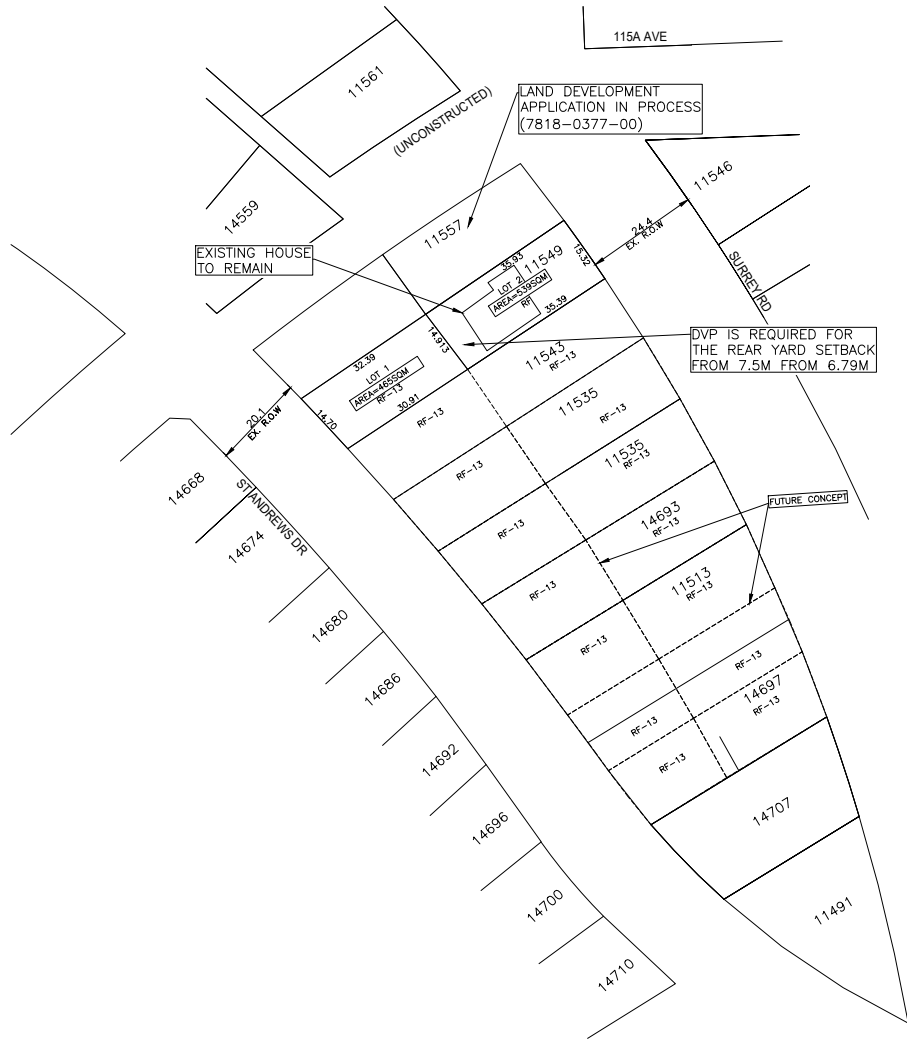 115A AVE
11561
LAND DEVELOPMENT
APPLICATION IN PROCESS
(7818-0377-00)
(UNCONSTRUCTED)
11546
14559
11557
24.4
EX. R.O.W
EXISTING HOUSE
TO REMAIN
35.93
11549
15.32
LOT 2
AREA=539SQM
RF
35.39
SURREY RD
14.913
DVP IS REQUIRED FOR
THE REAR YARD SETBACK
FROM 7.5M FROM 6.79M
32.39
LOT 1
AREA=465SQM
RF-13
30.91
14.70
11543
RF-13
20.1
EX. R.O.W
RF-13
11535
RF-13
RF-13
11535
RF-13
14668
ST ANDREWS DR
FUTURE CONCEPT
RF-13
14693
RF-13
14674
RF-13
11513
RF-13
14680
RF-13
RF-13
14686
14697
RF-13
RF-13
14692
RF-13
14707
14696
14700
11491
14710